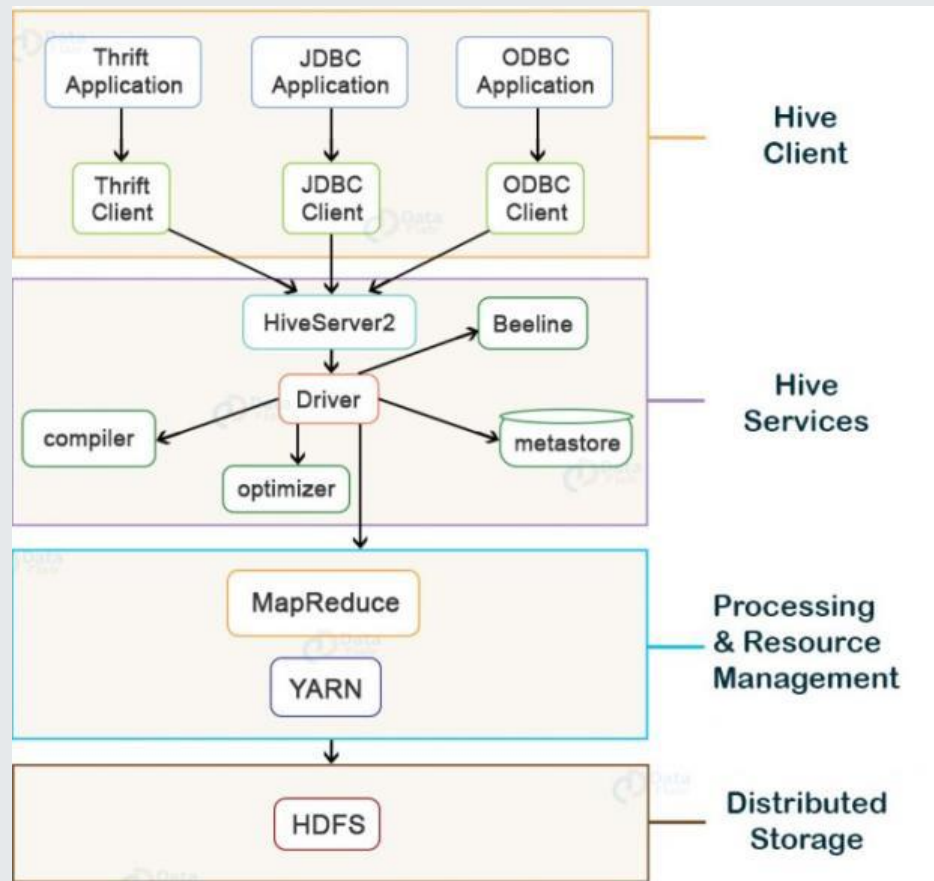 Thrift
Application
JDBC
Application
ODBC
Application
Hive
Client
Thrift
Client
JDBC
Client
ODBC
Client
HiveServer2
Beeline
Driver
Hive
Services
compiler
metastore
optimizer
MapReduce
Processing
& Resource
Management
YARN
HDFS
Distributed
Storage